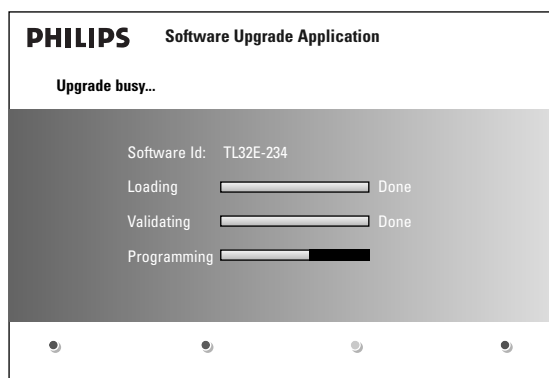 PHILIPS Software Upgrade Application
Upgrade busy...
Software Id: TL32E-234
Loading Done
Validating Done
Programming